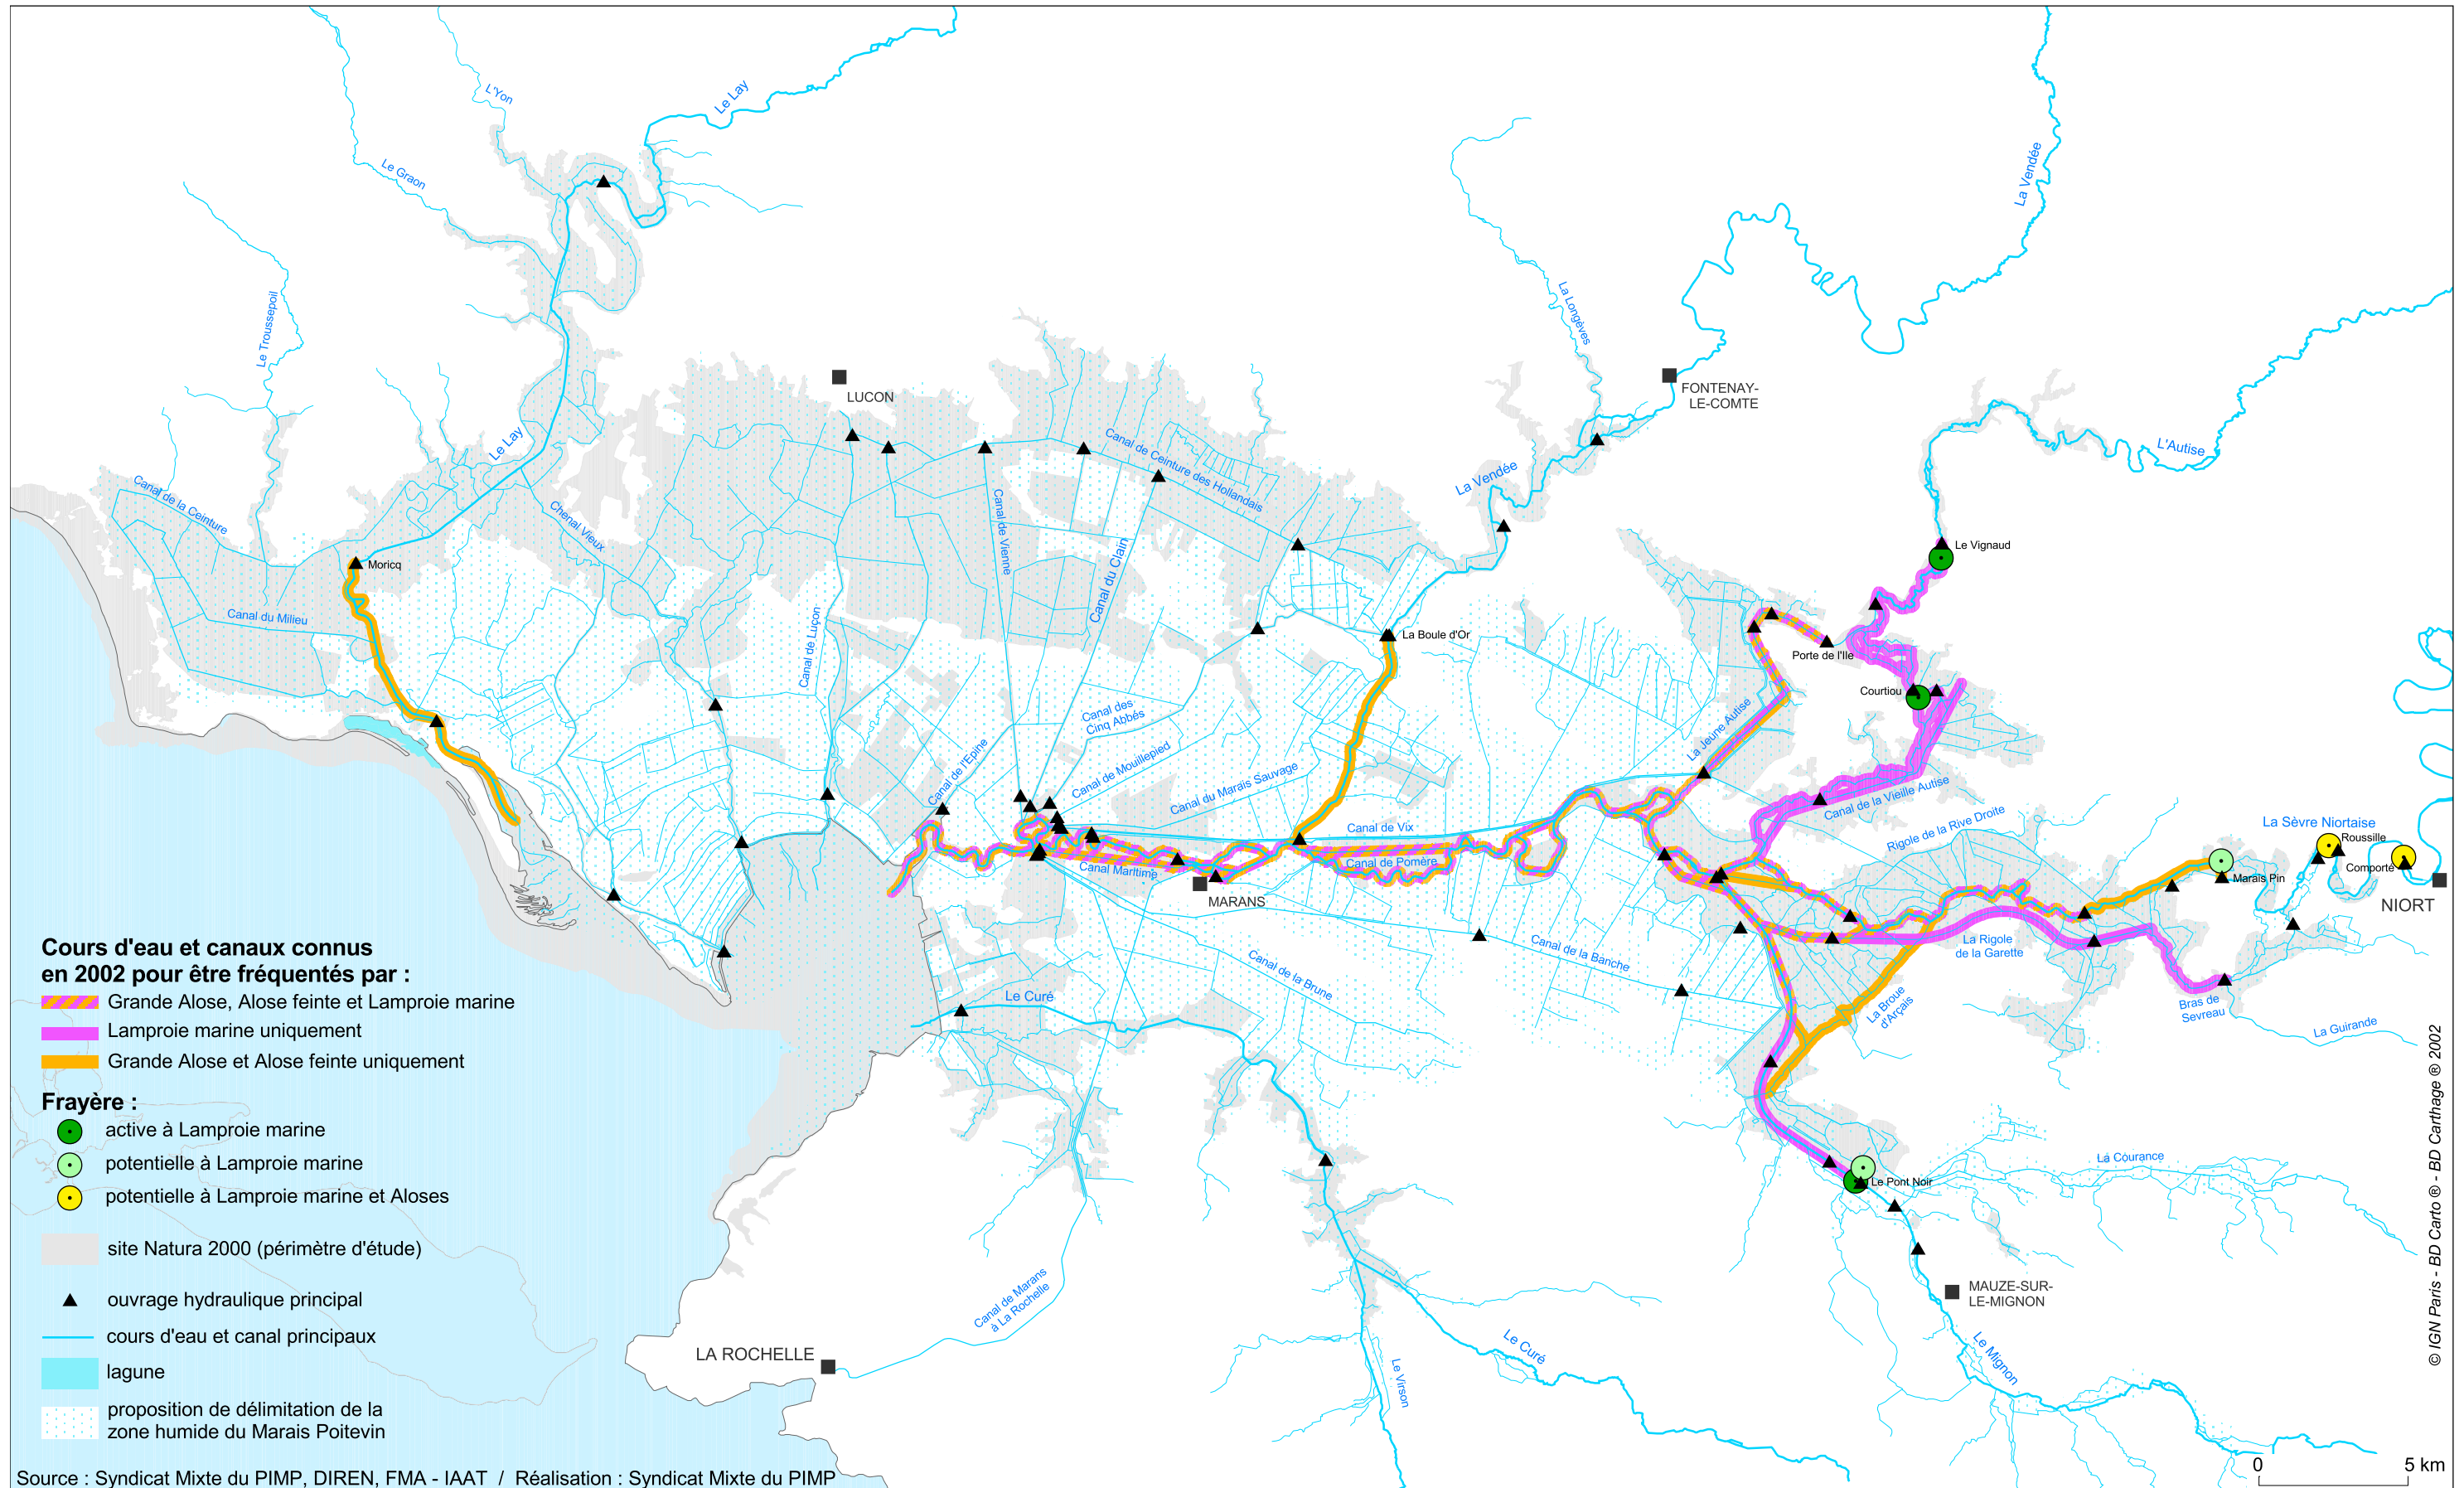 L'Yon
Le Lay
Le Graon
La Vendée
Le Troussepoil
La Longèves
LUCON
FONTENAY-
LE-COMTE
Le Lay
Canal de Ceinture des Hollandais
L'Autise
La Vendée
Canal de la Ceinture
Chenal Vieux
Canal de Vienne
Canal du Clain
Le Vignaud
Moricq
Canal du Milieu
Canal de Luçon
La Boule d'Or
Porte de l'Ile
Courtiou
Canal des
Cinq Abbés
La Jeune Autise
Canal de l'Epine
Canal de Mouillepied
Canal du Marais Sauvage
Canal de la Vieille Autise
Rigole de la Rive Droite
La Sèvre Niortaise
Canal de Vix
Roussille
Canal de Pomère
Comporté
Canal Maritime
Marais Pin
MARANS
NIORT
La Rigole
de la Garette
Canal de la Banche
Canal de la Brune
Le Curé
La Broue
d'Arçais
Bras de
Sevreau
La Guirande
La Courance
Le Pont Noir
Canal de Marans
à La Rochelle
MAUZE-SUR-
LE-MIGNON
LA ROCHELLE
Le Curé
Le Virson
Le Mignon
Cours d'eau et canaux connus
en 2002 pour être fréquentés par :
Grande Alose, Alose feinte et Lamproie marine
Lamproie marine uniquement
Grande Alose et Alose feinte uniquement
Frayère :
active à Lamproie marine
potentielle à Lamproie marine
potentielle à Lamproie marine et Aloses
site Natura 2000 (périmètre d'étude)
ouvrage hydraulique principal
cours d'eau et canal principaux
lagune
proposition de délimitation de la
zone humide du Marais Poitevin
Source : Syndicat Mixte du PIMP, DIREN, FMA - IAAT / Réalisation : Syndicat Mixte du PIMP
0 5 km
© IGN Paris - BD Carto ® - BD Carthage ® 2002